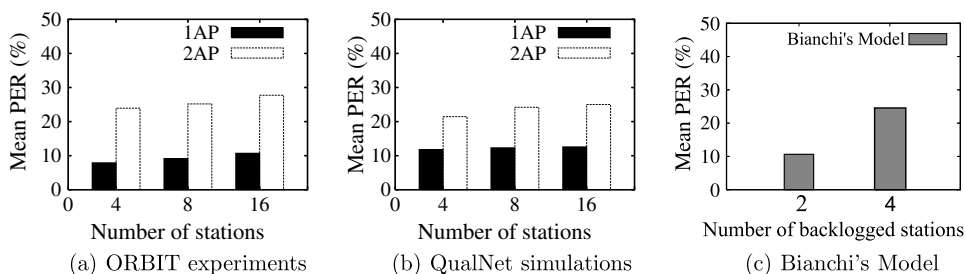 50
40
30
20
10
0
Mean PER (%)
1AP
2AP
0 4 8 16
Number of stations
(a) ORBIT experiments
50
40
30
20
10
0
Mean PER (%)
1AP
2AP
0 4 8 16
Number of stations
(b) QualNet simulations
50
40
30
20
10
0
Mean PER (%)
Bianchi's Model
2 4
Number of backlogged stations
(c) Bianchi's Model